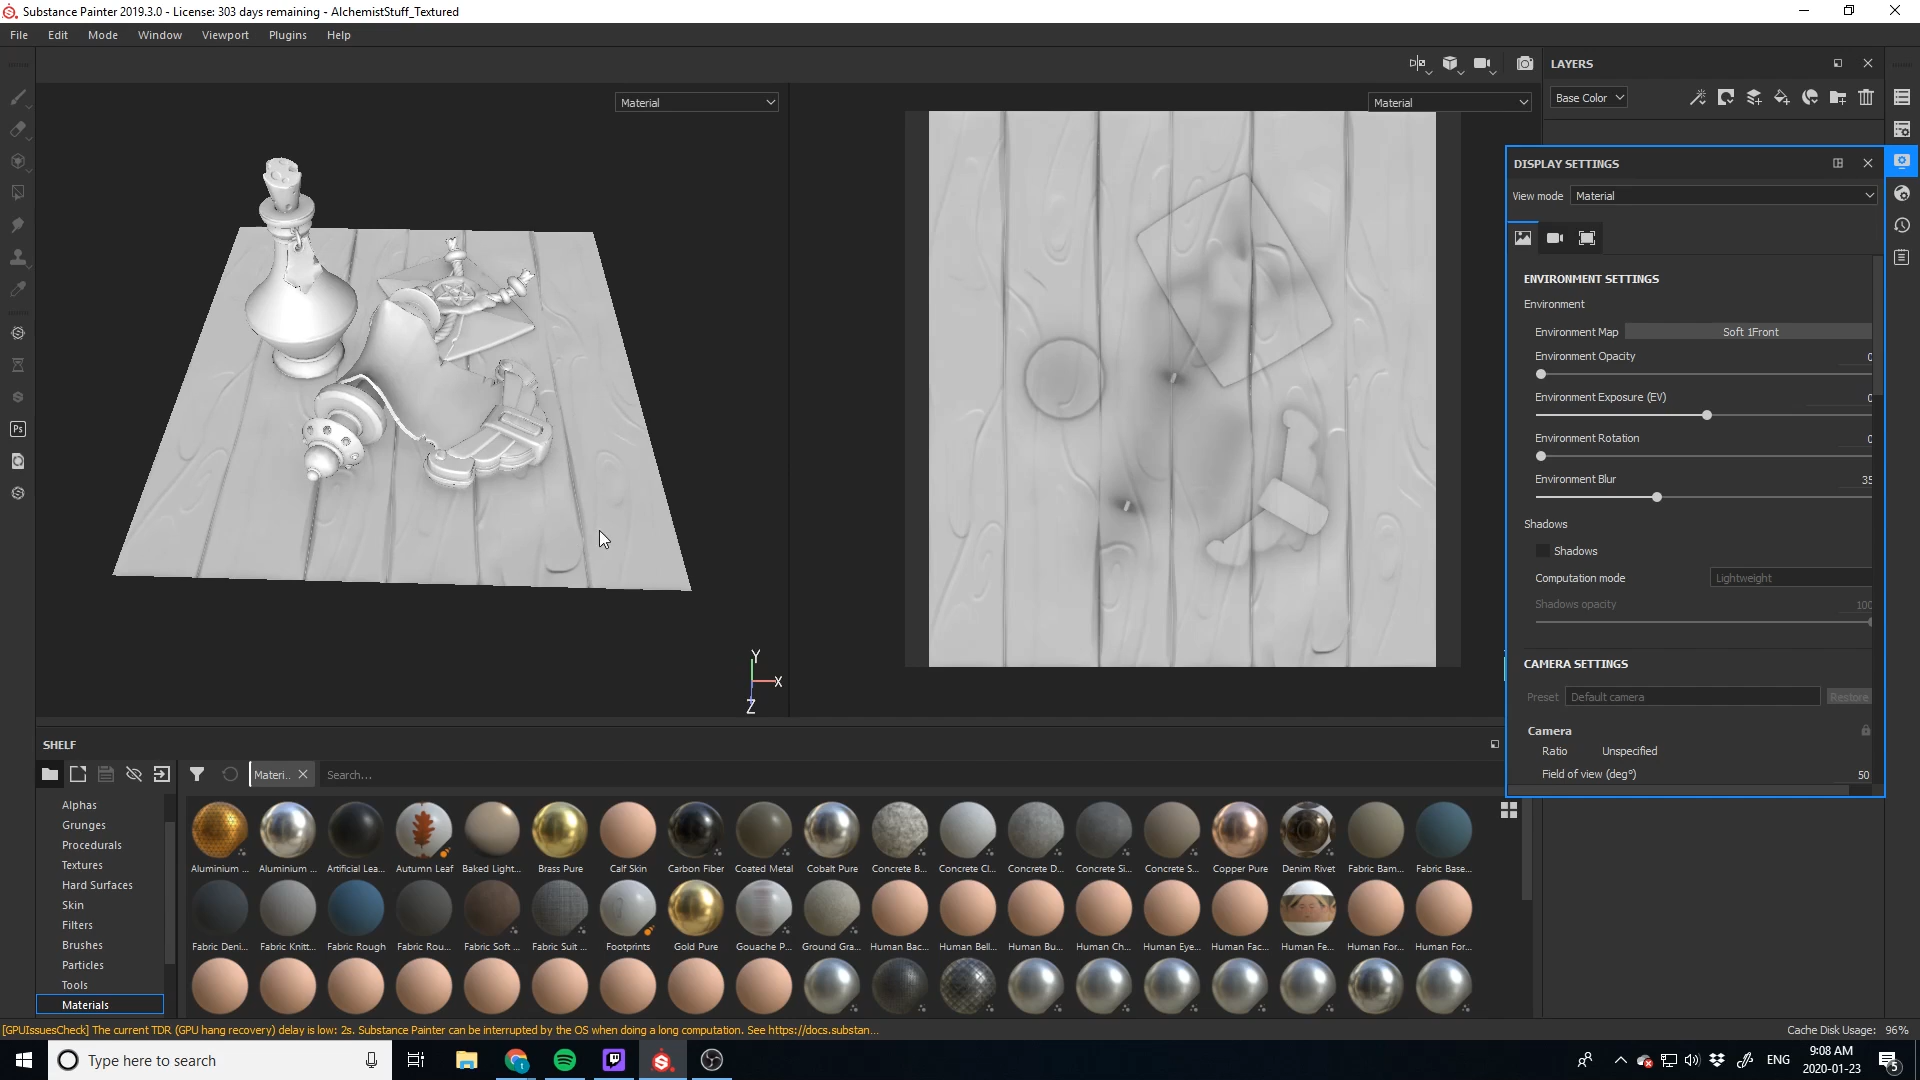 Substance Painter 2019.3.0 - License: 303 days remaining - AlchemistStuff_Textured
File Edit Mode Window Viewport Plugins Help
Material
Material
LAYERS
Base Color
DISPLAY SETTINGS
View mode Material
ENVIRONMENT SETTINGS
Environment
Environment Map Soft 1Front
Environment Opacity 0
Environment Exposure (EV) 0
Environment Rotation 0
Environment Blur 35
Shadows
Shadows
Computation mode Lightweight
Shadows opacity 100
CAMERA SETTINGS
Preset Default camera Restore
Camera
Ratio Unspecified
Field of view (deg°) 50
Y
X
Z
Ps
SHELF
Materi.. Search...
Alphas
Grunges
Procedurals
Textures
Hard Surfaces
Skin
Filters
Brushes
Particles
Tools
Materials
Aluminium ... Aluminium ... Artificial Lea... Autumn Leaf Baked Light... Brass Pure Calf Skin Carbon Fiber Coated Metal Cobalt Pure Concrete B... Concrete Cl... Concrete D... Concrete Si... Concrete S... Copper Pure Denim Rivet Fabric Bam... Fabric Base...
Fabric Deni... Fabric Knitt... Fabric Rough Fabric Rou... Fabric Soft ... Fabric Suit ... Footprints Gold Pure Gouache P... Ground Gra... Human Bac... Human Bell... Human Bu... Human Ch... Human Eye... Human Fac... Human Fe... Human For... Human For...
[GPUIssuesCheck] The current TDR (GPU hang recovery) delay is low: 2s. Substance Painter can be interrupted by the OS when doing a long computation. See https://docs.substan...
Cache Disk Usage: 96%
Type here to search
ENG
9:08 AM
2020-01-23
5